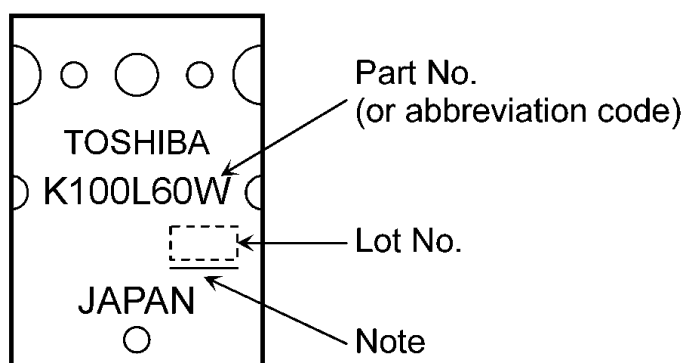 Part No.
(or abbreviation code)
TOSHIBA
K100L60W
Lot No.
JAPAN
Note